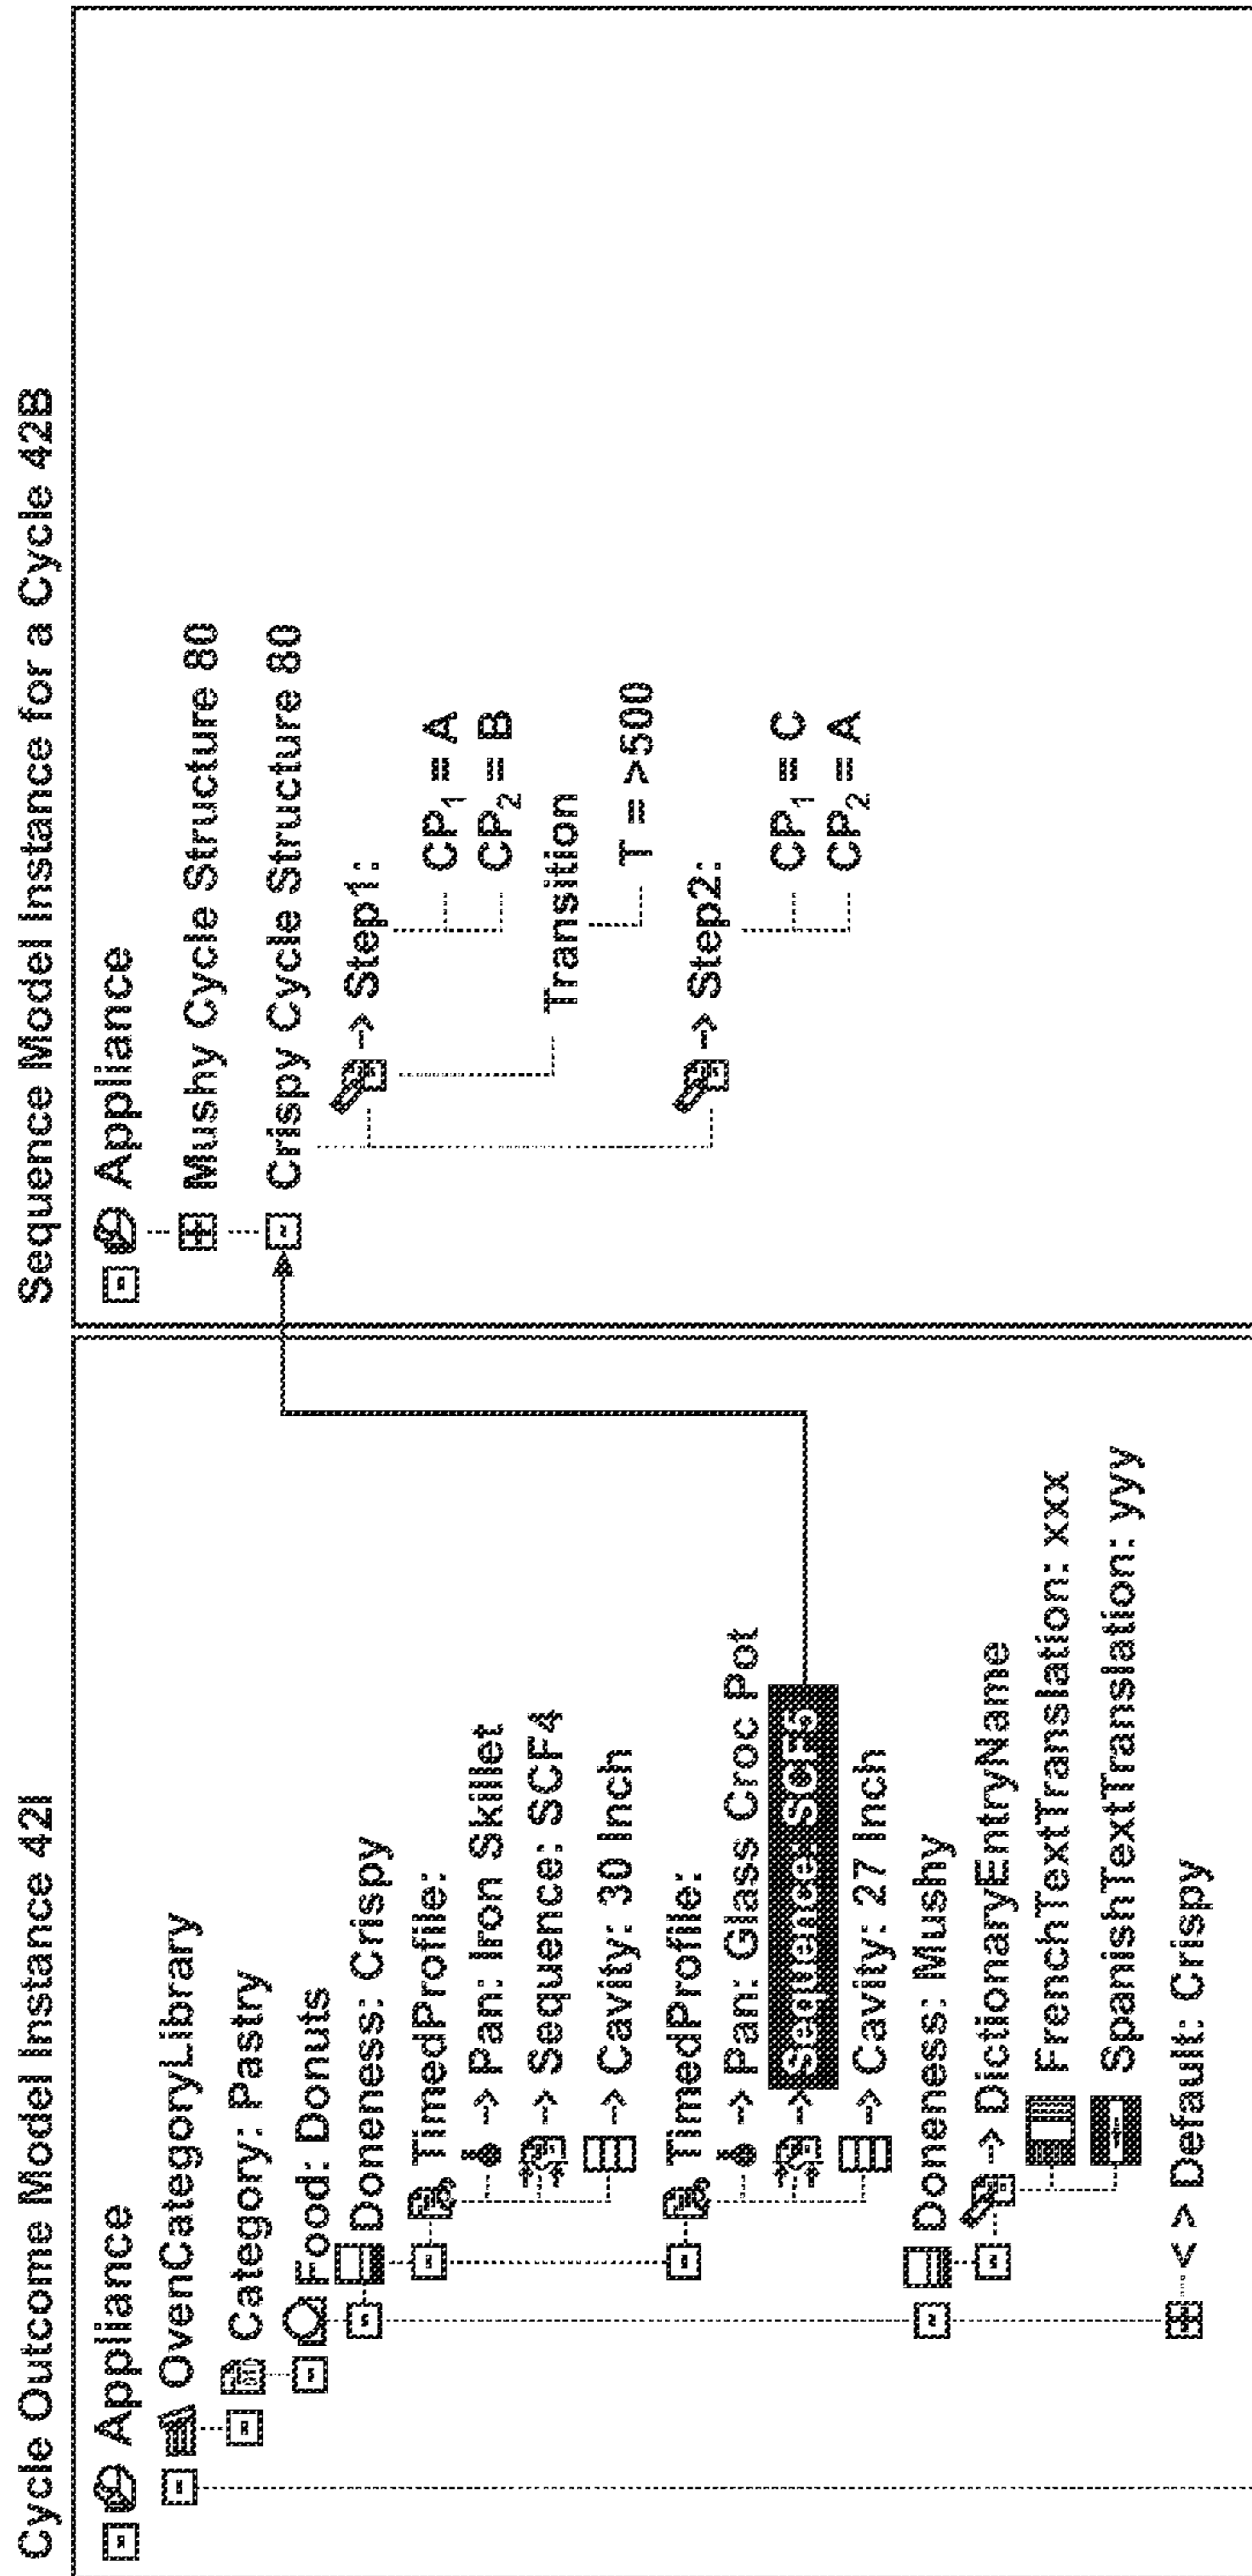 Cycle Outcome Model Instance 42I
Appliance
OvenCategoryLibrary
Category: Pastry
Food: Donuts
Doneness: Crispy
TimedProfile:
--> Pan: Iron Skillet
--> Sequence: SCF4
--> Cavity: 30 Inch
TimedProfile:
--> Pan: Glass Croc Pot
--> Sequence: SCF5
--> Cavity: 27 Inch
Doneness: Mushy
--> DictionaryEntryName
FrenchTextTranslation: xxx
SpanishTextTranslation: yyy
< > Default: Crispy
Sequence Model Instance for a Cycle 42B
Appliance
Mushy Cycle Structure 80
Crispy Cycle Structure 80
--> Step1:
CP₁ = A
CP₂ = B
Transition
T = >500
--> Step2:
CP₁ = C
CP₂ = A